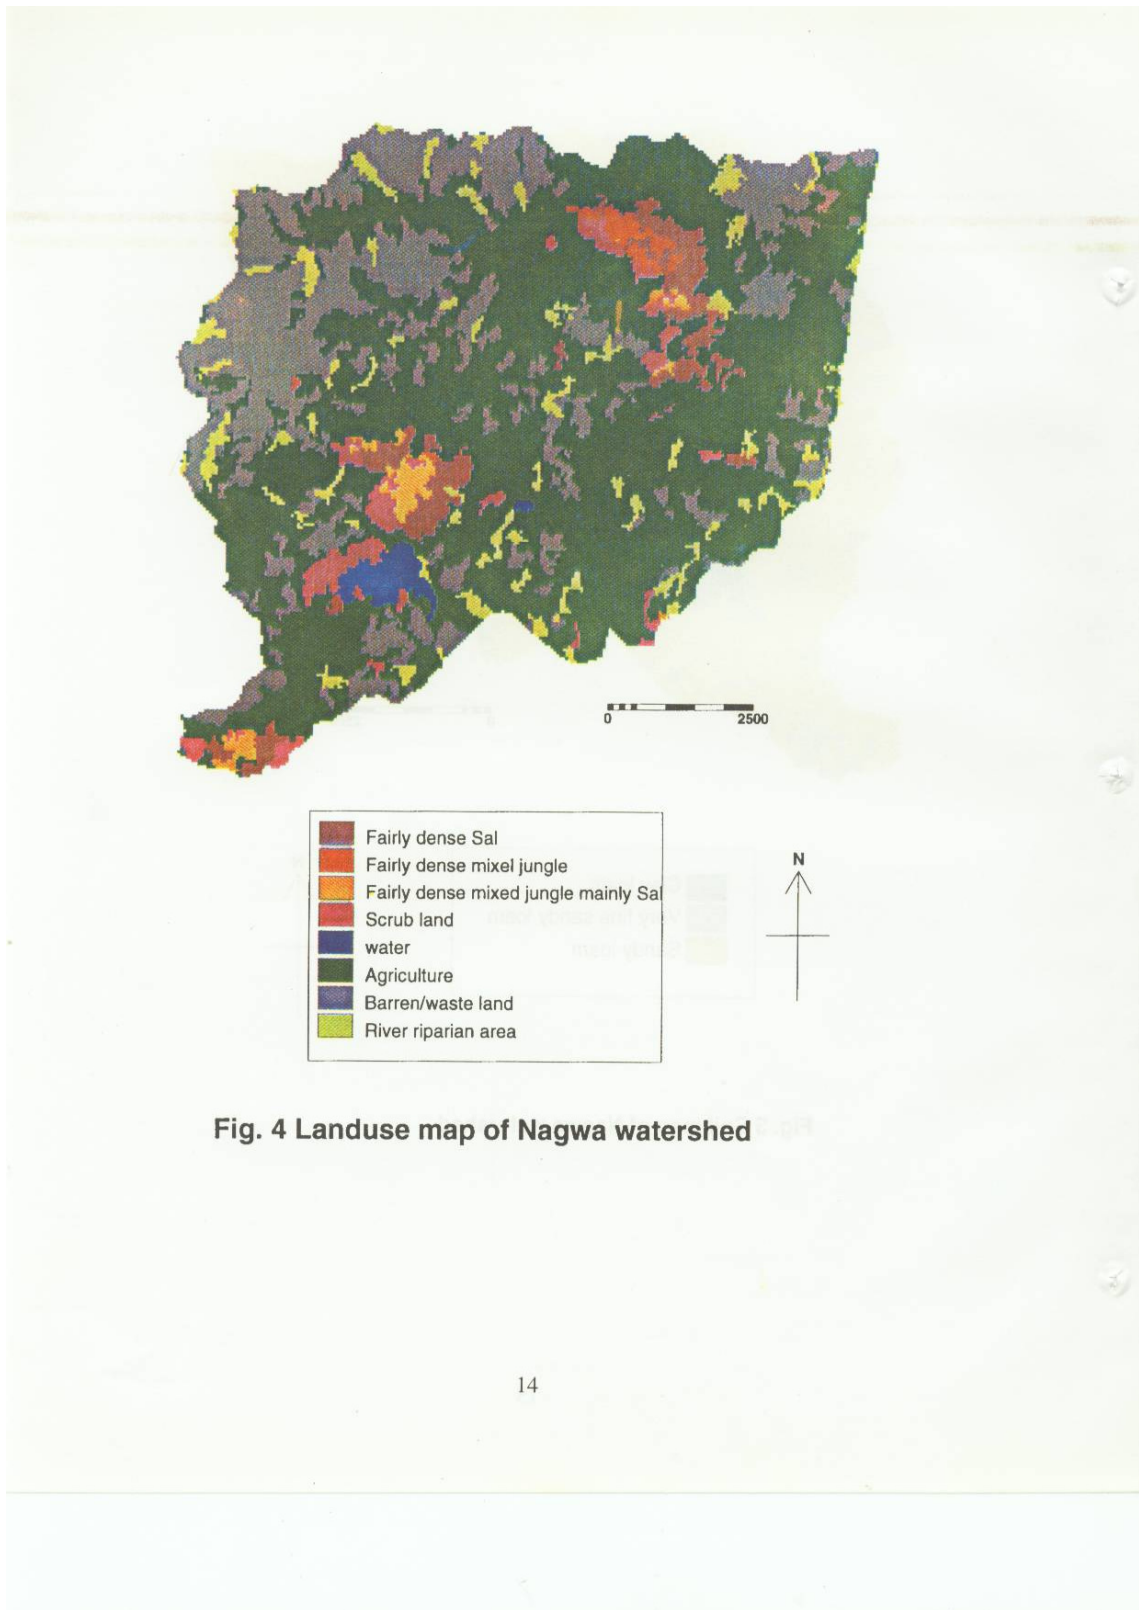 0 2500
Fairly dense Sal
Fairly dense mixel jungle
Fairly dense mixed jungle mainly Sal
Scrub land
water
Agriculture
Barren/waste land
River riparian area
N
Fig. 4 Landuse map of Nagwa watershed
14